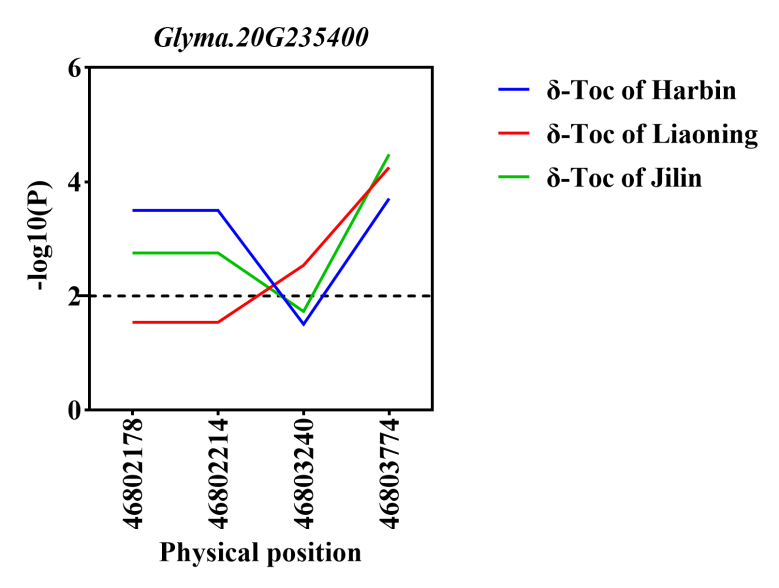 Glyma.20G235400
6
4
2
0
-log10(P)
46802178
46802214
46803240
46803774
Physical position
δ-Toc of Harbin
δ-Toc of Liaoning
δ-Toc of Jilin